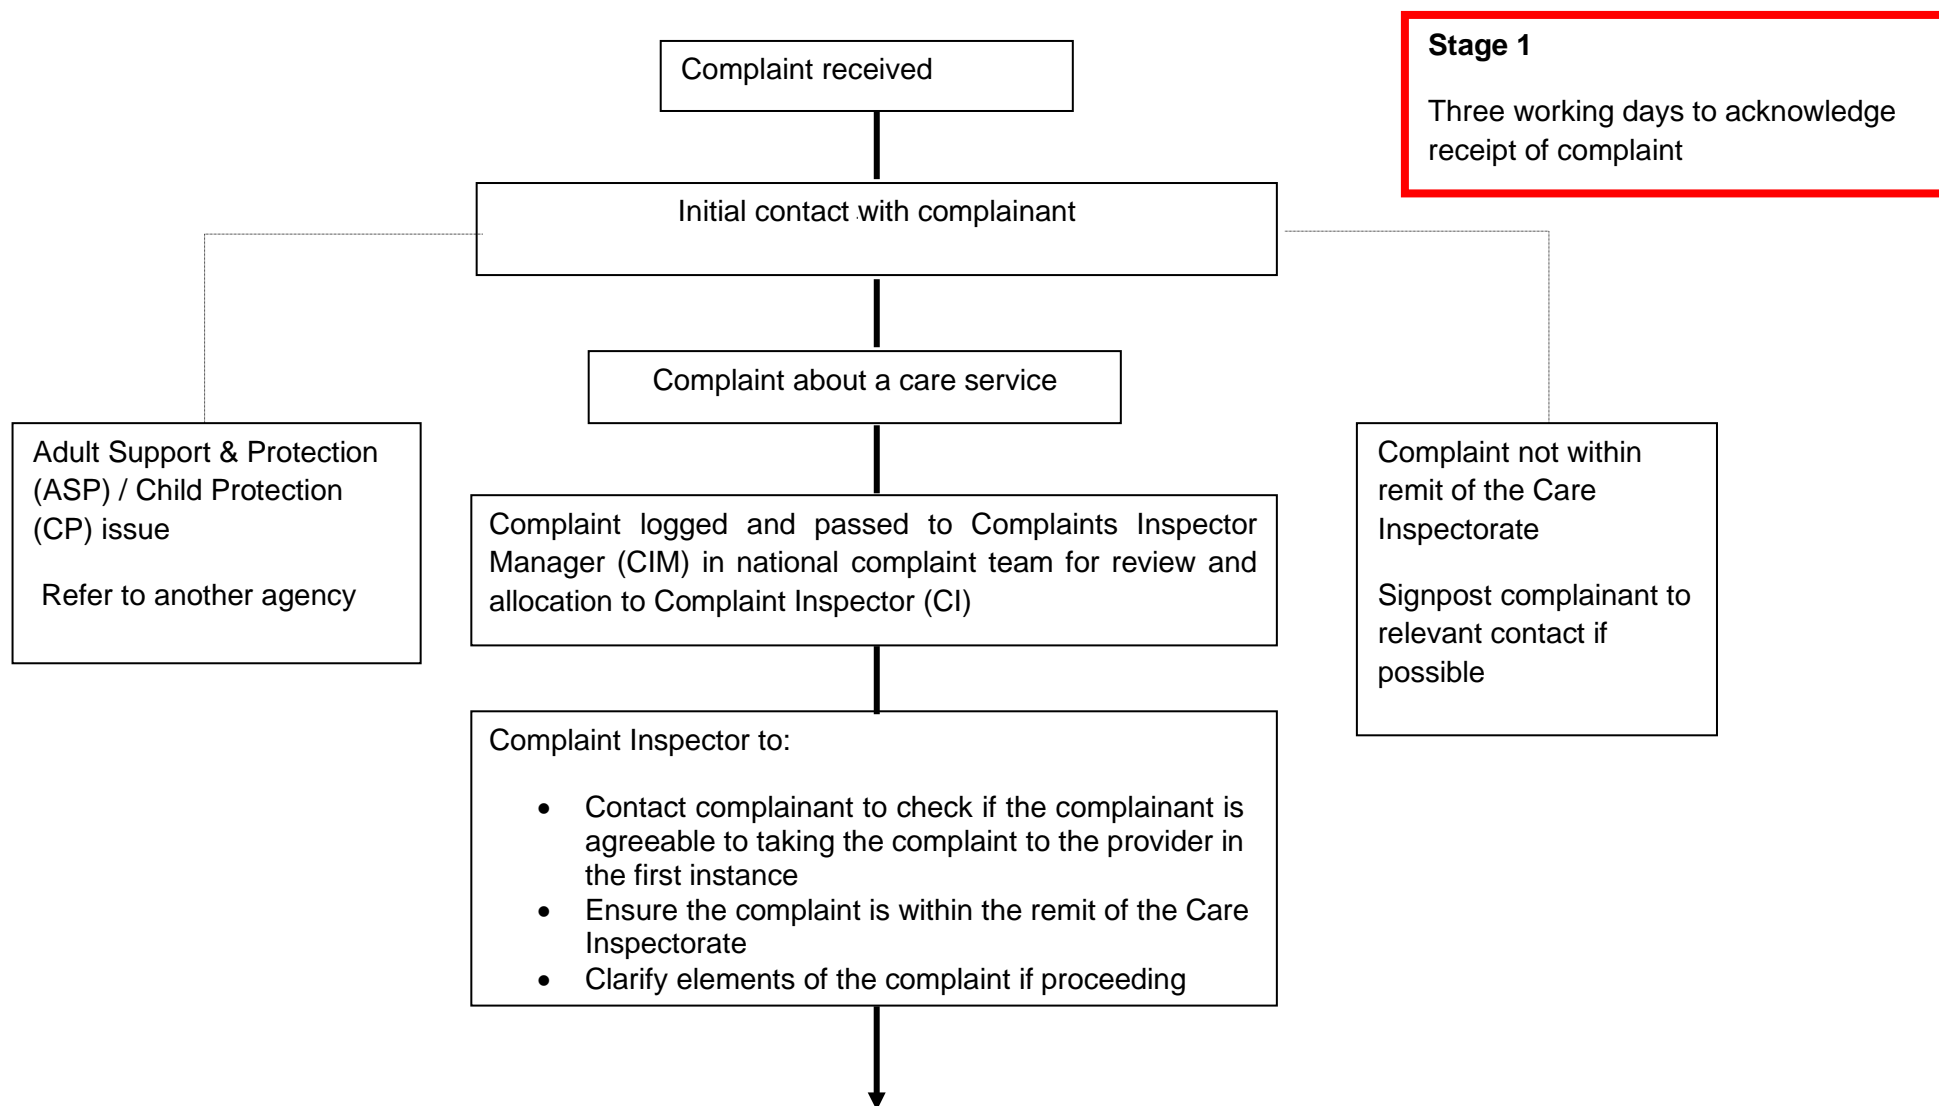 Complaint received
Stage 1
Three working days to acknowledge
receipt of complaint
Initial contact with complainant
Complaint about a care service
Adult Support & Protection
(ASP) / Child Protection
(CP) issue
Refer to another agency
Complaint logged and passed to Complaints Inspector
Manager (CIM) in national complaint team for review and
allocation to Complaint Inspector (CI)
Complaint not within
remit of the Care
Inspectorate
Signpost complainant to
relevant contact if
possible
Complaint Inspector to:
• Contact complainant to check if the complainant is
agreeable to taking the complaint to the provider in
the first instance
• Ensure the complaint is within the remit of the Care
Inspectorate
• Clarify elements of the complaint if proceeding